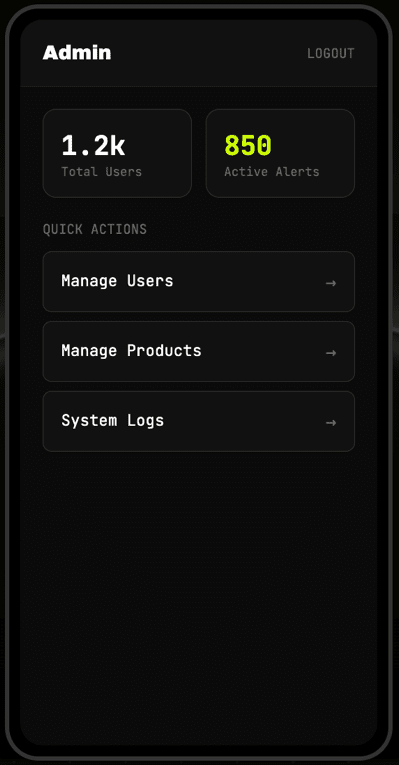 Admin
LOGOUT
1.2k
Total Users
850
Active Alerts
QUICK ACTIONS
Manage Users →
Manage Products →
System Logs →